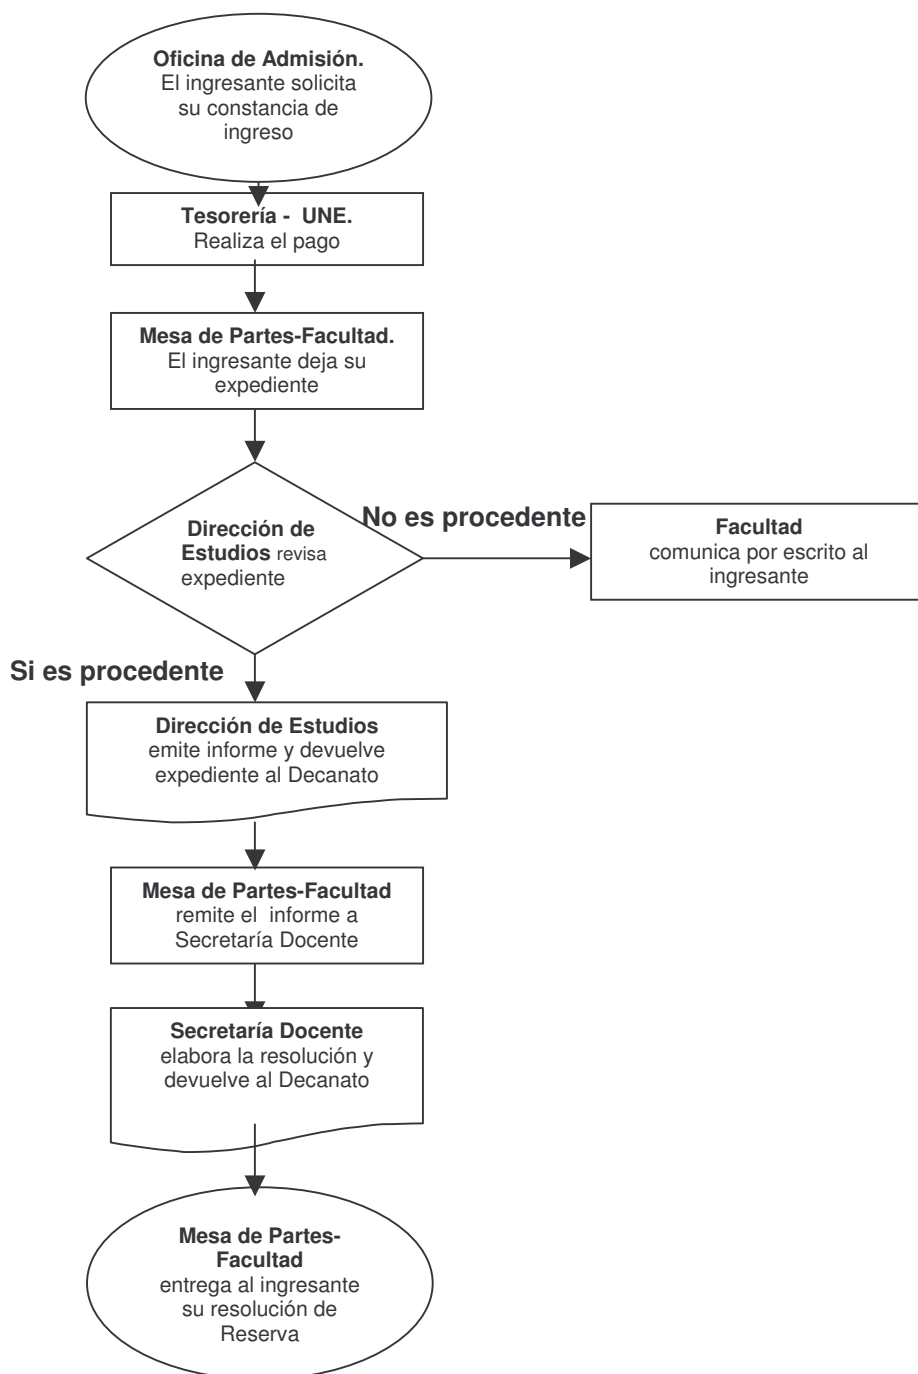 Oficina de Admisión.
El ingresante solicita
su constancia de
ingreso
Tesorería - UNE.
Realiza el pago
Mesa de Partes-Facultad.
El ingresante deja su
expediente
Dirección de
Estudios revisa
expediente
No es procedente
Facultad
comunica por escrito al
ingresante
Si es procedente
Dirección de Estudios
emite informe y devuelve
expediente al Decanato
Mesa de Partes-Facultad
remite el informe a
Secretaría Docente
Secretaría Docente
elabora la resolución y
devuelve al Decanato
Mesa de Partes-
Facultad
entrega al ingresante
su resolución de
Reserva